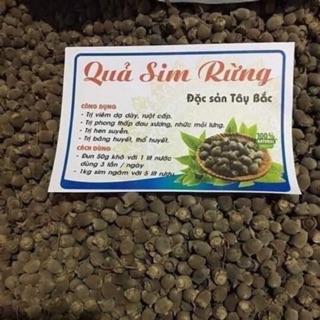 Quả Sim Rừng
Đặc sản Tây Bắc
CÔNG DỤNG
- Trị viêm dạ dày, ruột cấp.
- Trị phong thấp đau xương, nhức mỏi lưng.
- Trị hen suyễn.
- Trị băng huyết, thổ huyết.
CÁCH DÙNG
- Đun 50g khô với 1 lít nước dùng 3 lần / ngày
- 1kg sim ngâm với 5 lít rượu
100%
NATURAL